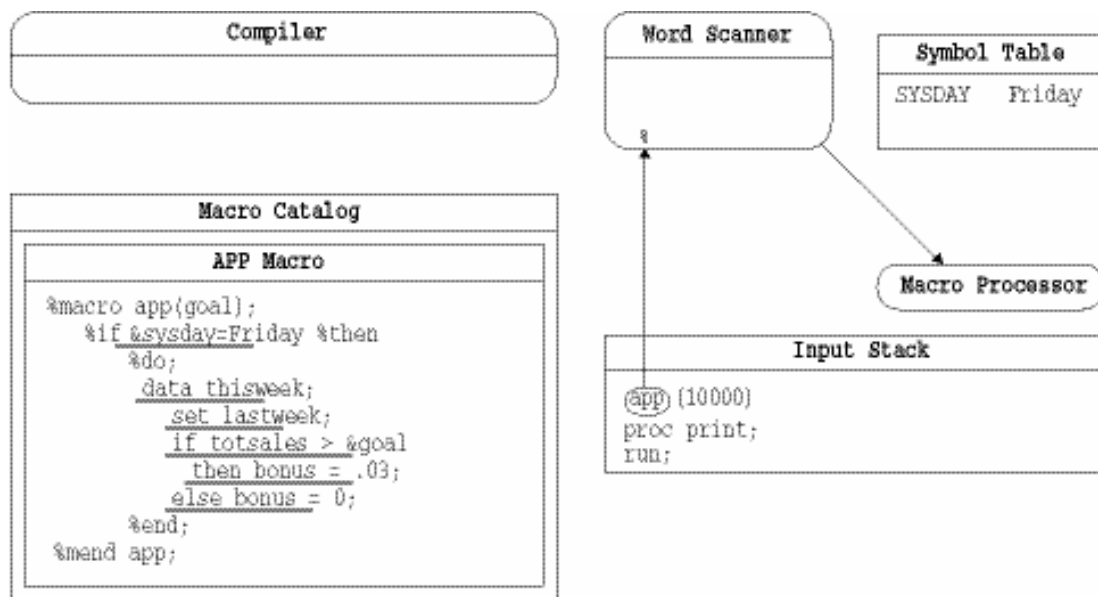 Compiler
Word Scanner
%
Symbol Table
SYSDAY Friday
Macro Catalog
APP Macro
%macro app(goal);
%if &sysday=Friday %then
%do;
data thisweek;
set lastweek;
if totsales > &goal
then bonus = .03;
else bonus = 0;
%end;
%mend app;
Macro Processor
Input Stack
app (10000)
proc print;
run;